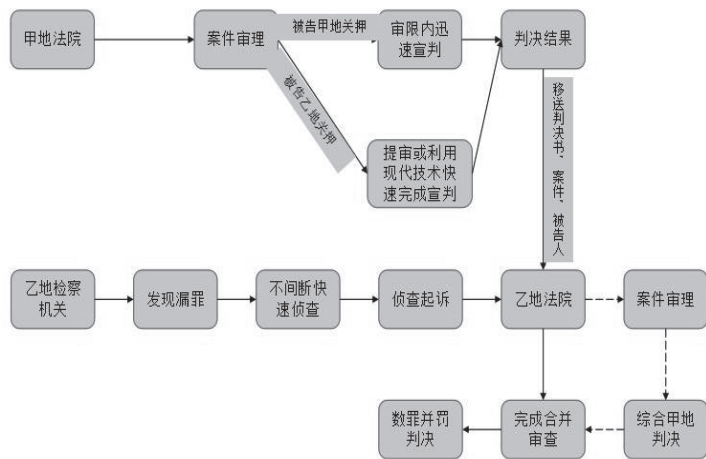 甲地法院
案件审理
被告甲地关押
审限内迅
速宣判
判决结果
被告乙地关押
提审或利用
现代技术快
速完成宣判
移送判决书，案件，被告人
乙地检察
机关
发现漏罪
不间断快
速侦查
侦查起诉
乙地法院
案件审理
数罪并罚
判决
完成合并
审查
综合甲地
判决